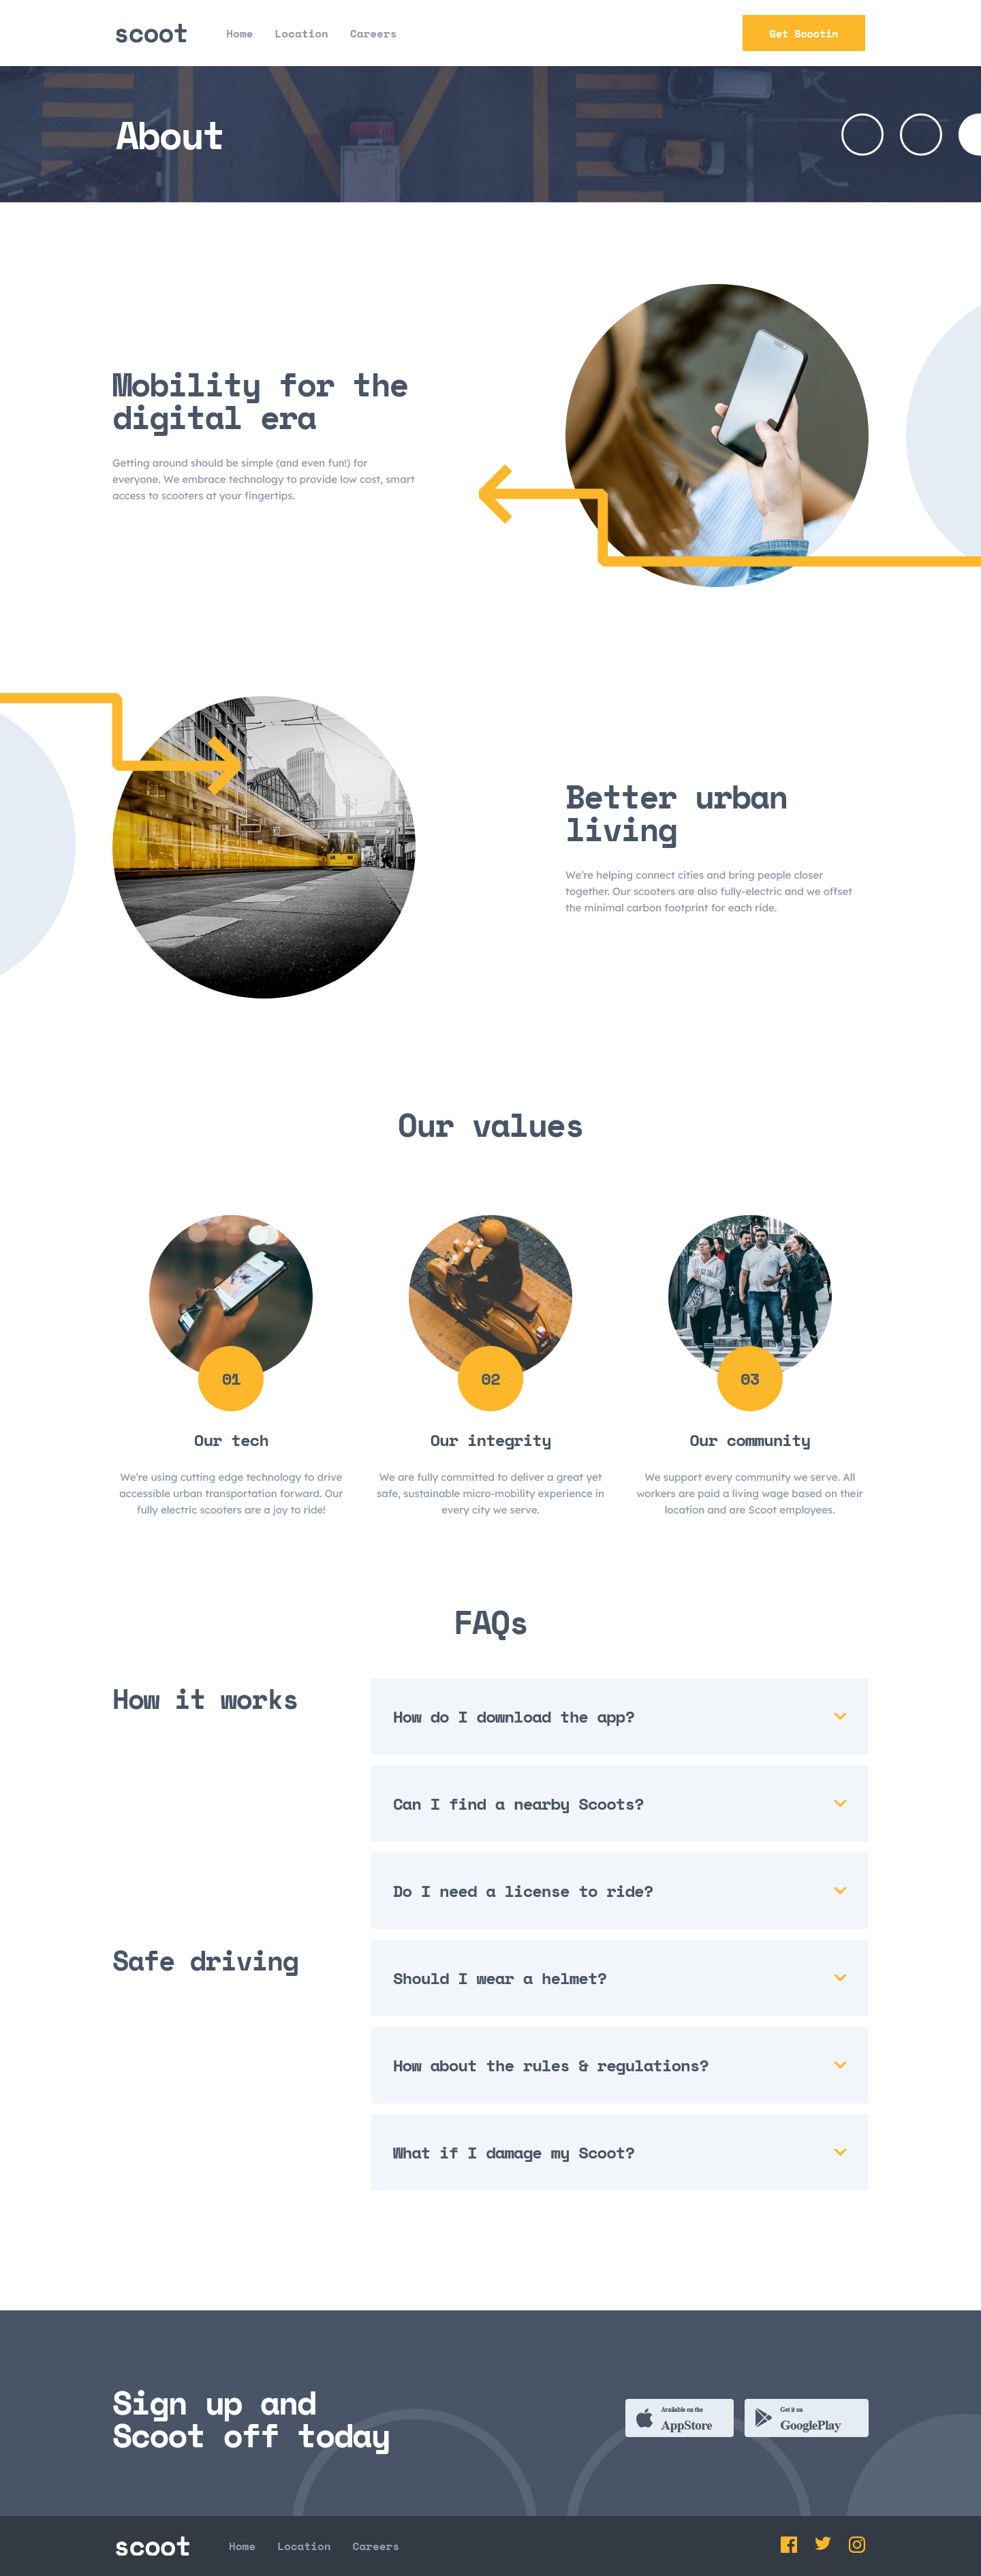 scoot
Home Location Careers
Get Scootin
About
Mobility for the
digital era
Getting around should be simple (and even fun!) for
everyone. We embrace technology to provide low cost, smart
access to scooters at your fingertips.
Better urban
living
We're helping connect cities and bring people closer
together. Our scooters are also fully-electric and we offset
the minimal carbon footprint for each ride.
Our values
01
Our tech
We're using cutting edge technology to drive
accessible urban transportation forward. Our
fully electric scooters are a joy to ride!
02
Our integrity
We are fully committed to deliver a great yet
safe, sustainable micro-mobility experience in
every city we serve.
03
Our community
We support every community we serve. All
workers are paid a living wage based on their
location and are Scoot employees.
FAQs
How it works
How do I download the app?
Can I find a nearby Scoots?
Do I need a license to ride?
Safe driving
Should I wear a helmet?
How about the rules & regulations?
What if I damage my Scoot?
Sign up and
Scoot off today
Available on the
AppStore
Get it on
GooglePlay
scoot
Home Location Careers